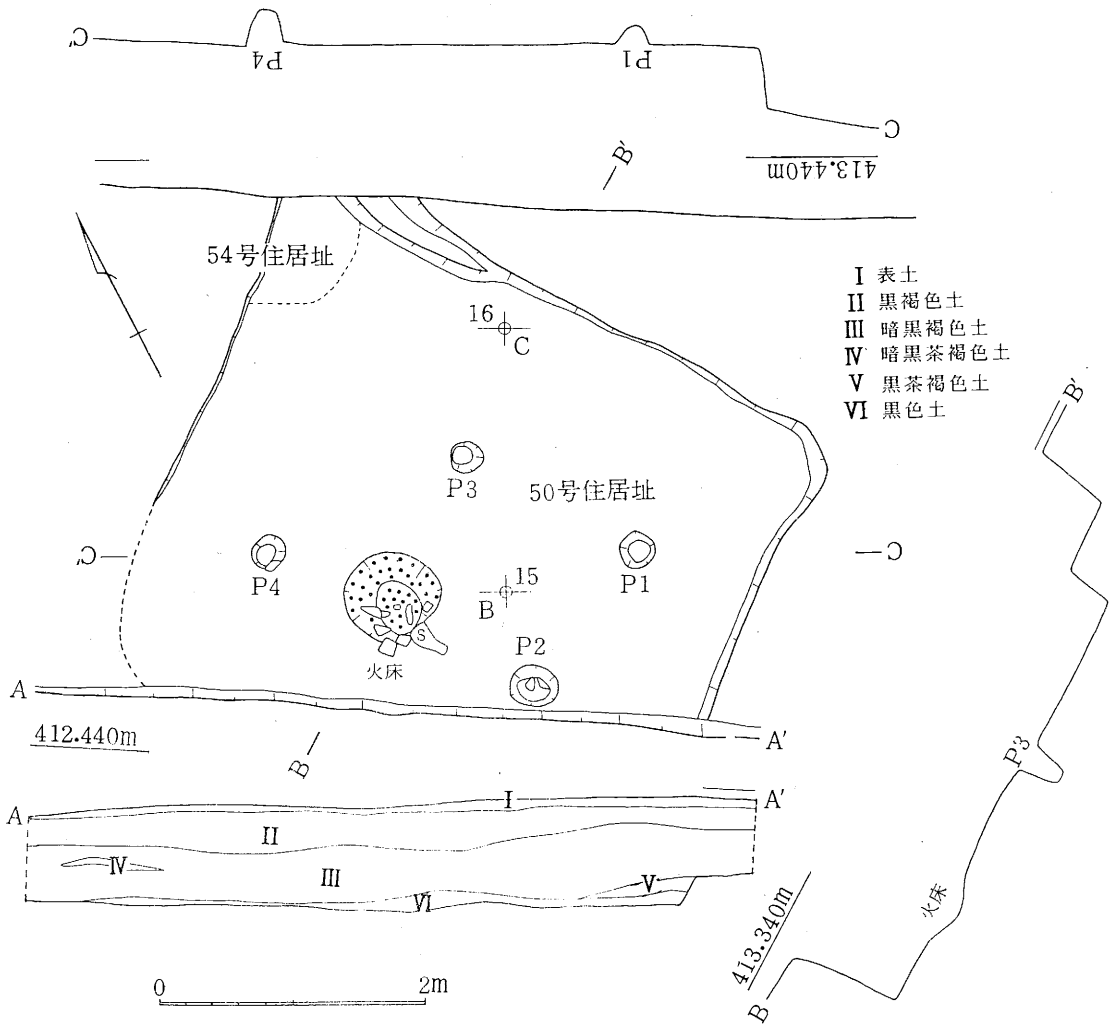 C'
P4
P1
C
B'
413.440m
54号住居址
16
C
I 表土
II 黒褐色土
III 暗黒褐色土
IV 暗黒茶褐色土
V 黒茶褐色土
VI 黒色土
P3
50号住居址
C'
C
P4
P1
15
B
S
P2
火床
A
A'
412.440m
B
A
I
A'
II
IV
III
V
VI
0 2m
B'
P3
火床
413.340m
B